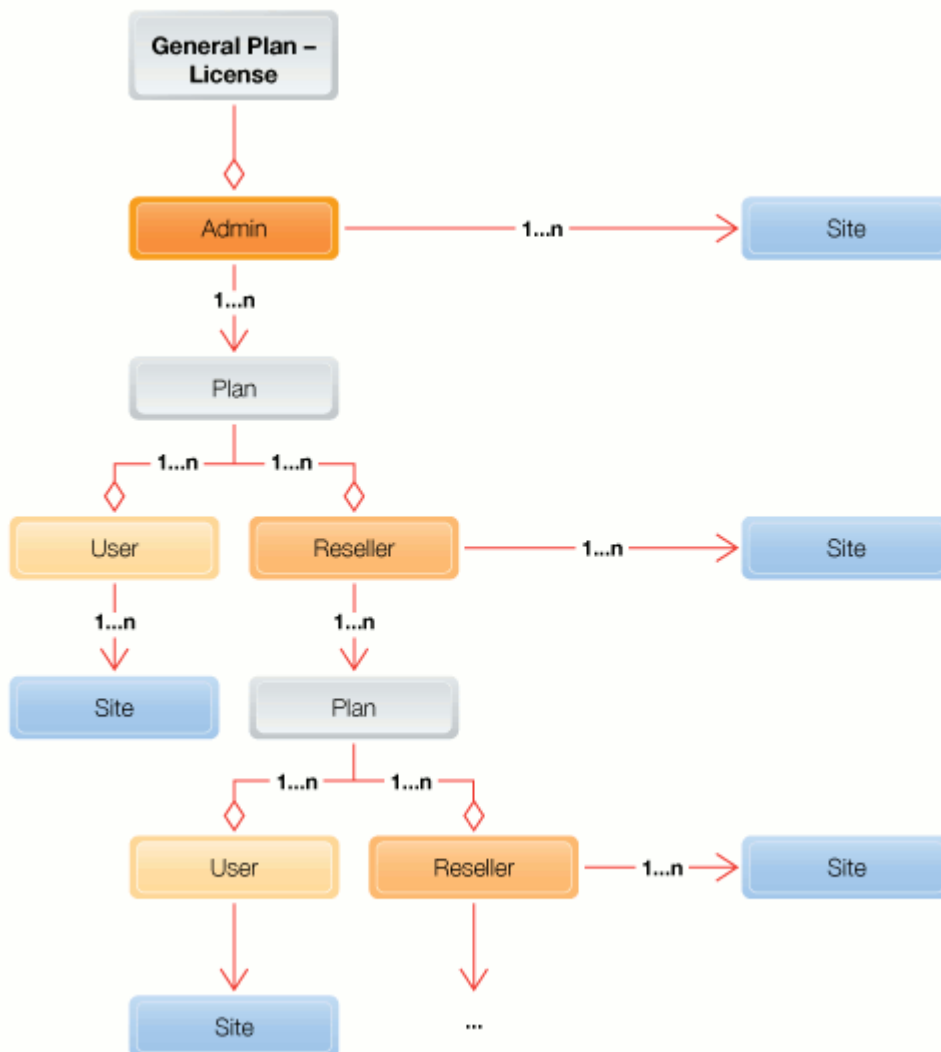 General Plan –
License
Admin
1...n
Site
1...n
Plan
1...n
1...n
User
Reseller
1...n
Site
1...n
1...n
Site
Plan
1...n
1...n
User
Reseller
1...n
Site
Site
...